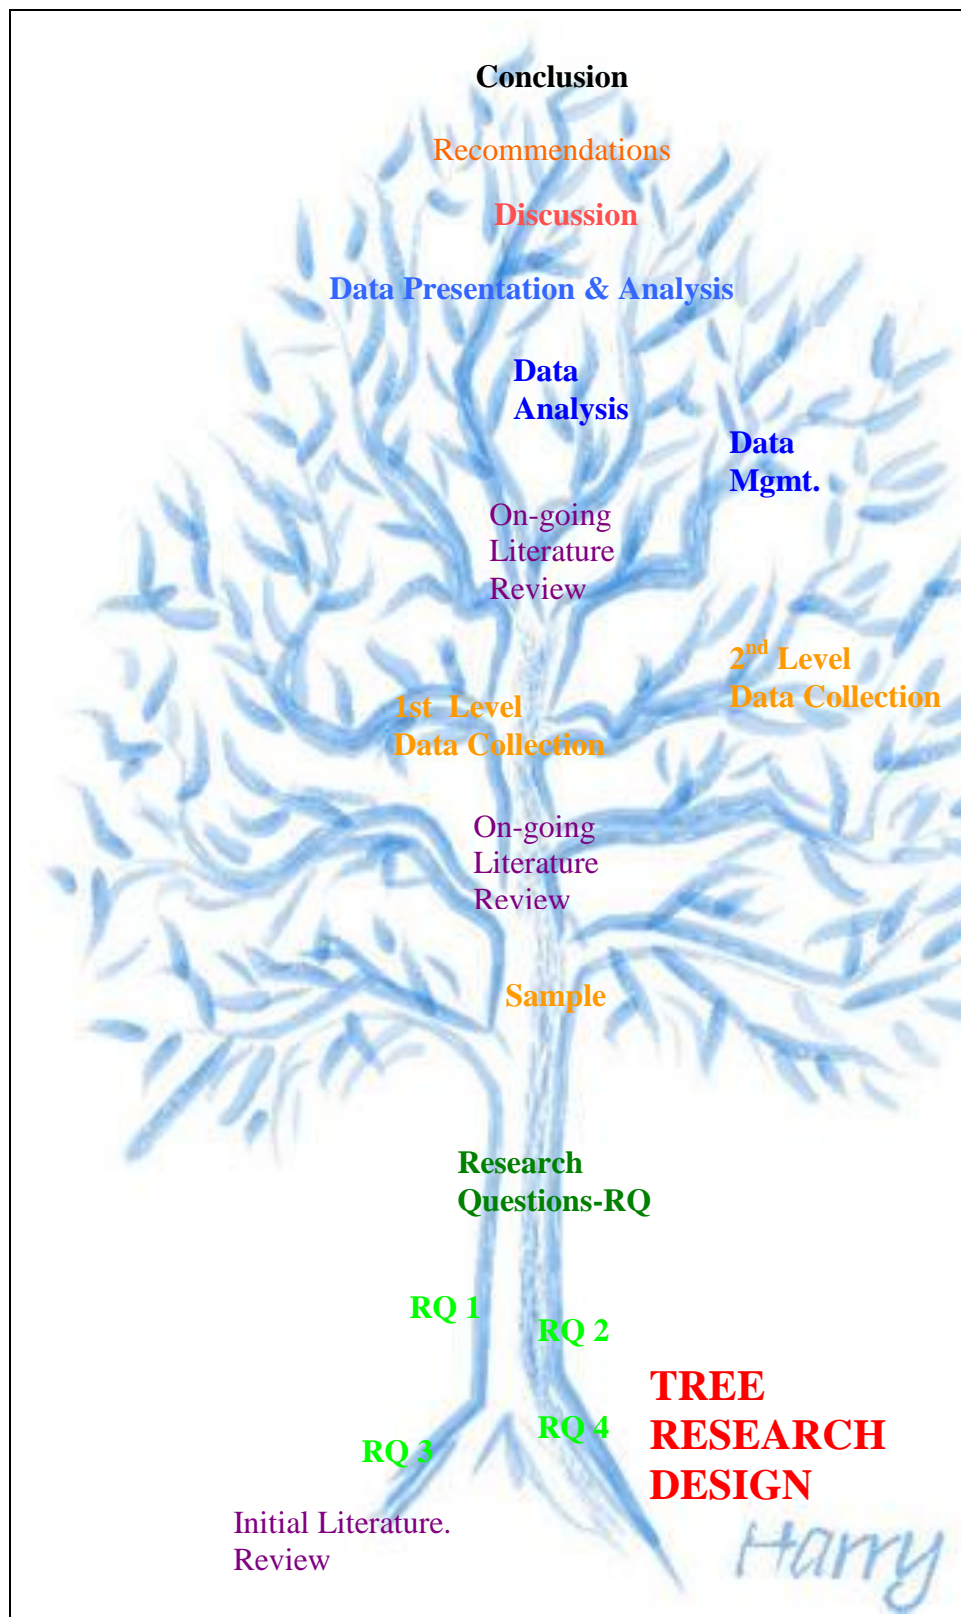 Conclusion
Recommendations
Discussion
Data Presentation & Analysis
Data
Analysis
Data
Mgmt.
On-going
Literature
Review
2nd Level
Data Collection
1st Level
Data Collection
On-going
Literature
Review
Sample
Research
Questions-RQ
RQ 1
RQ 2
RQ 3
RQ 4
TREE
RESEARCH
DESIGN
Initial Literature.
Review
Harry